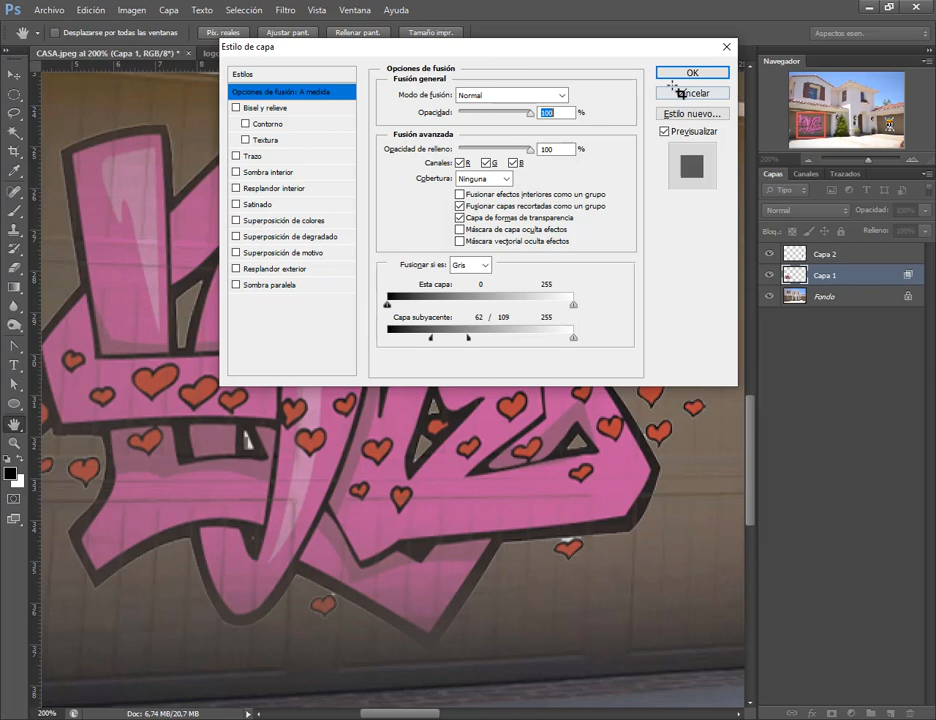 Ps Archivo Edición Imagen Capa Texto Selección Filtro Vista Ventana Ayuda
Desplazarse por todas las ventanas Píx. reales Ajustar pant. Rellenar pant. Tamaño impr. Aspectos esen.
CASA.jpeg al 200% (Capa 1, RGB/8*) * × logo
Estilo de capa
Estilos
Opciones de fusión: A medida
Bisel y relieve
Contorno
Textura
Trazo
Sombra interior
Resplandor interior
Satinado
Superposición de colores
Superposición de degradado
Superposición de motivo
Resplandor exterior
Sombra paralela
Opciones de fusión
Fusión general
Modo de fusión: Normal
Opacidad: 100 %
Fusión avanzada
Opacidad de relleno: 100 %
Canales: R G B
Cobertura: Ninguna
Fusionar efectos interiores como un grupo
Fusionar capas recortadas como un grupo
Capa de formas de transparencia
Máscara de capa oculta efectos
Máscara vectorial oculta efectos
Fusionar si es: Gris
Esta capa: 0 255
Capa subyacente: 62 / 109 255
OK
Cancelar
Estilo nuevo...
Previsualizar
Navegador
200%
Capas Canales Trazados
Tipo
Normal Opacidad: 100%
Bloq.: Relleno: 100%
Capa 2
Capa 1
Fondo
200% Doc: 6,74 MB/20,7 MB